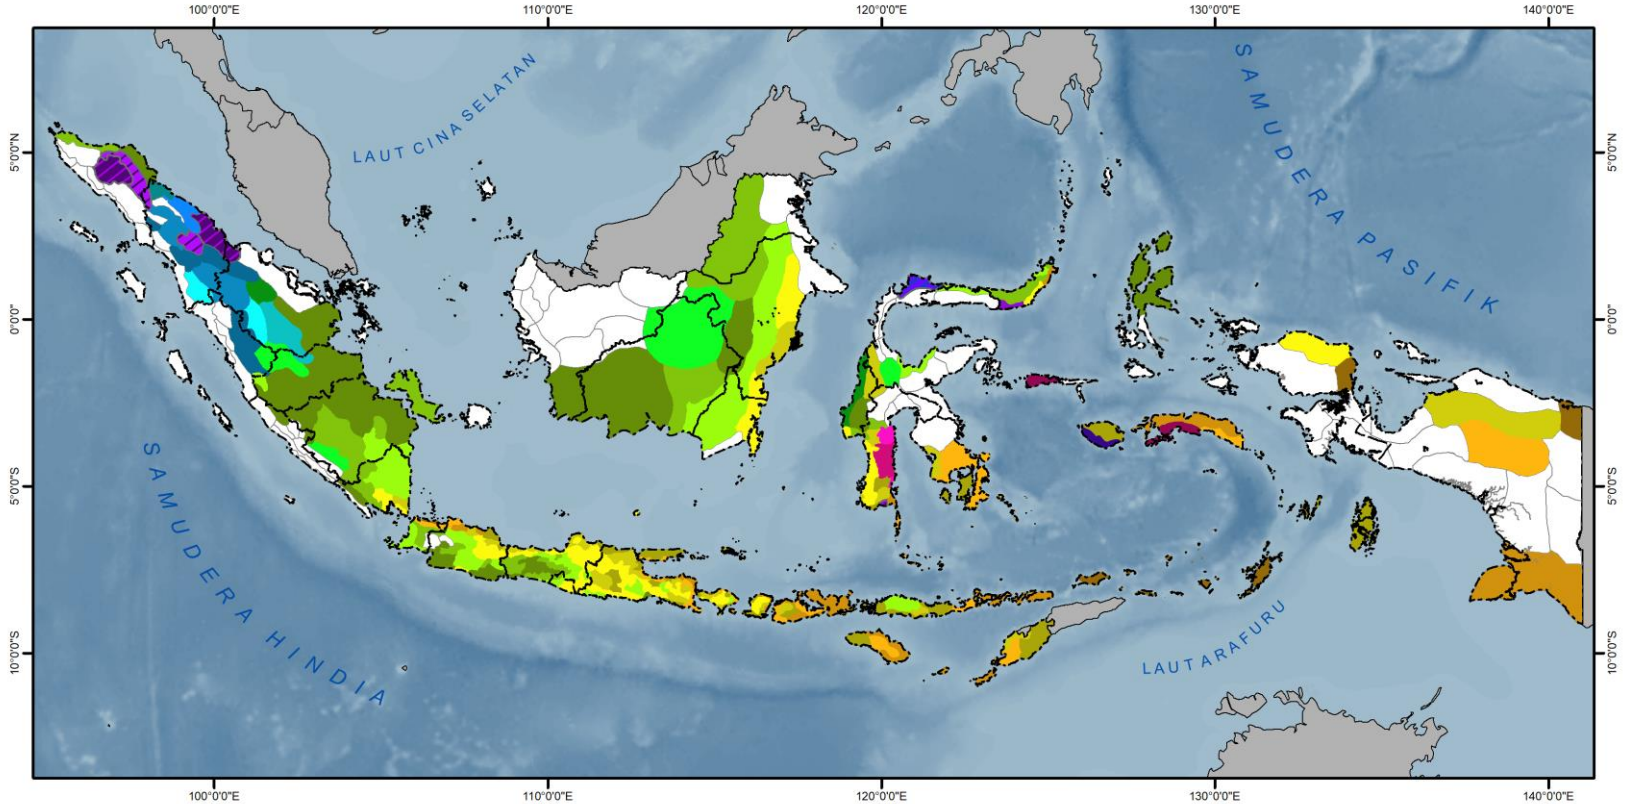 100°0'0"E
110°0'0"E
120°0'0"E
130°0'0"E
140°0'0"E
SAMUDERA PASIFIK
LAUT CINA SELATAN
5°0'0"N
5°0'0"N
0°0'0"
0°0'0"
5°0'0"S
5°0'0"S
SAMUDERA HINDIA
LAUT ARAFURU
10°0'0"S
10°0'0"S
100°0'0"E
110°0'0"E
120°0'0"E
130°0'0"E
140°0'0"E